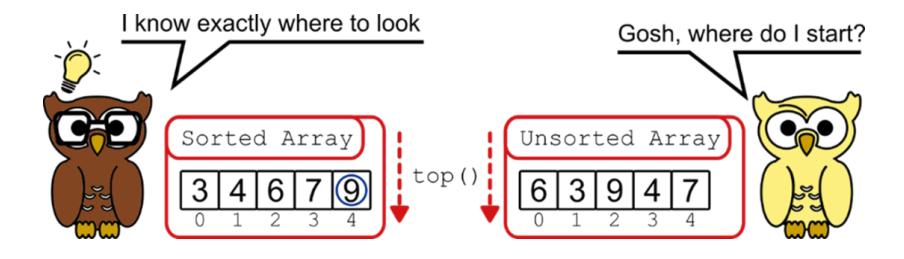 I know exactly where to look
Gosh, where do I start?
Sorted Array
3 4 6 7 9
0 1 2 3 4
top()
Unsorted Array
6 3 9 4 7
0 1 2 3 4